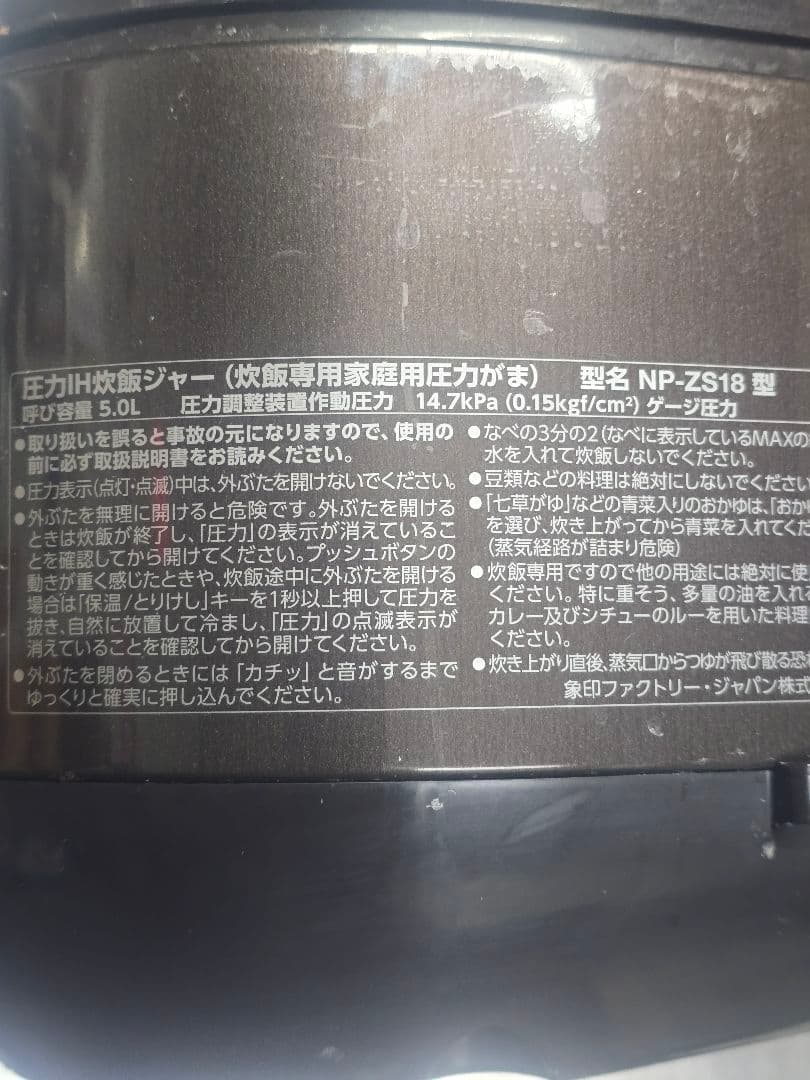 圧力IH炊飯ジャー（炊飯専用家庭用圧力がま） 型名 NP-ZS18 型
呼び容量 5.0L 圧力調整装置作動圧力 14.7kPa (0.15kgf/cm²) ゲージ圧力
●取り扱いを誤ると事故の元になりますので、使用の
前に必ず取扱説明書をお読みください。
●圧力表示（点灯・点滅）中は、外ぶたを開けないでください。
●外ぶたを無理に開けると危険です。外ぶたを開ける
ときは炊飯が終了し、「圧力」の表示が消えているこ
とを確認してから開けてください。プッシュボタンの
動きが重く感じたときや、炊飯途中に外ぶたを開ける
場合は「保温/とりけし」キーを1秒以上押して圧力を
抜き、自然に放置して冷まし、「圧力」の点滅表示が
消えていることを確認してから開けてください。
●外ぶたを閉めるときには「カチッ」と音がするまで
ゆっくりと確実に押し込んでください。
●なべの3分の2（なべに表示しているMAXの
水を入れて炊飯しないでください。
●豆類などの料理は絶対にしないでください
●「七草がゆ」などの青菜入りのおかゆは、「おか
を選び、炊き上がってから青菜を入れてくだ
（蒸気経路が詰まり危険）
●炊飯専用ですので他の用途には絶対に使
ください。特に重そう、多量の油を入れ
カレー及びシチューのルーを用いた料理
ください。
●炊き上がり直後、蒸気口からつゆが飛び散る恐
象印ファクトリー・ジャパン株式